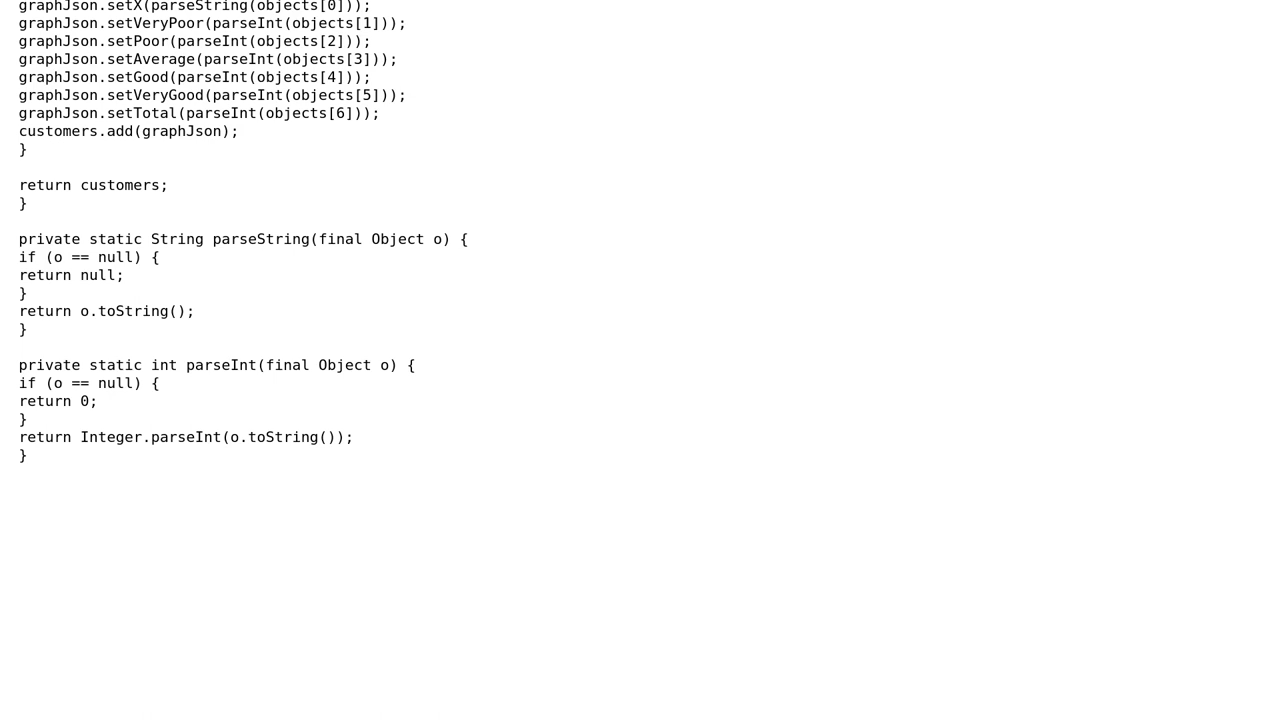 graphJson.setX(parseString(objects[0]));
graphJson.setVeryPoor(parseInt(objects[1]));
graphJson.setPoor(parseInt(objects[2]));
graphJson.setAverage(parseInt(objects[3]));
graphJson.setGood(parseInt(objects[4]));
graphJson.setVeryGood(parseInt(objects[5]));
graphJson.setTotal(parseInt(objects[6]));
customers.add(graphJson);
}

return customers;
}

private static String parseString(final Object o) {
if (o == null) {
return null;
}
return o.toString();
}

private static int parseInt(final Object o) {
if (o == null) {
return 0;
}
return Integer.parseInt(o.toString());
}